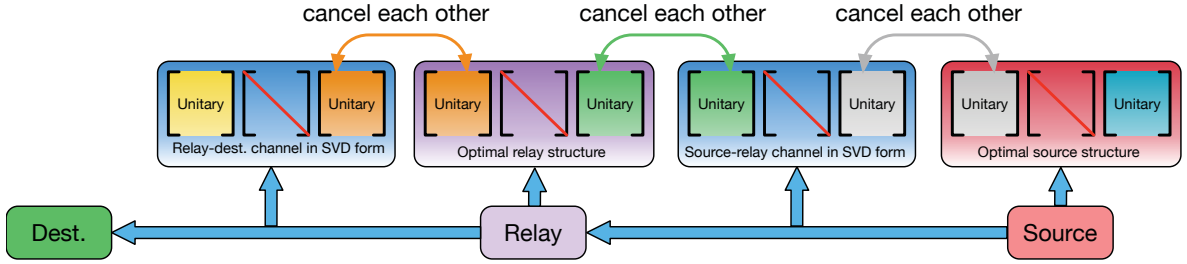 cancel each other cancel each other cancel each other
Unitary Unitary Unitary Unitary Unitary Unitary Unitary Unitary
Relay-dest. channel in SVD form Optimal relay structure Source-relay channel in SVD form Optimal source structure
Dest. Relay Source